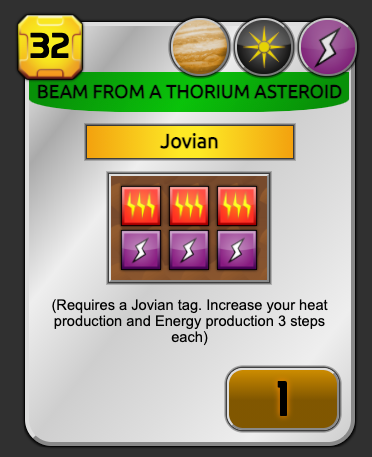 32
BEAM FROM A THORIUM ASTEROID
Jovian
(Requires a Jovian tag. Increase your heat
production and Energy production 3 steps
each)
1